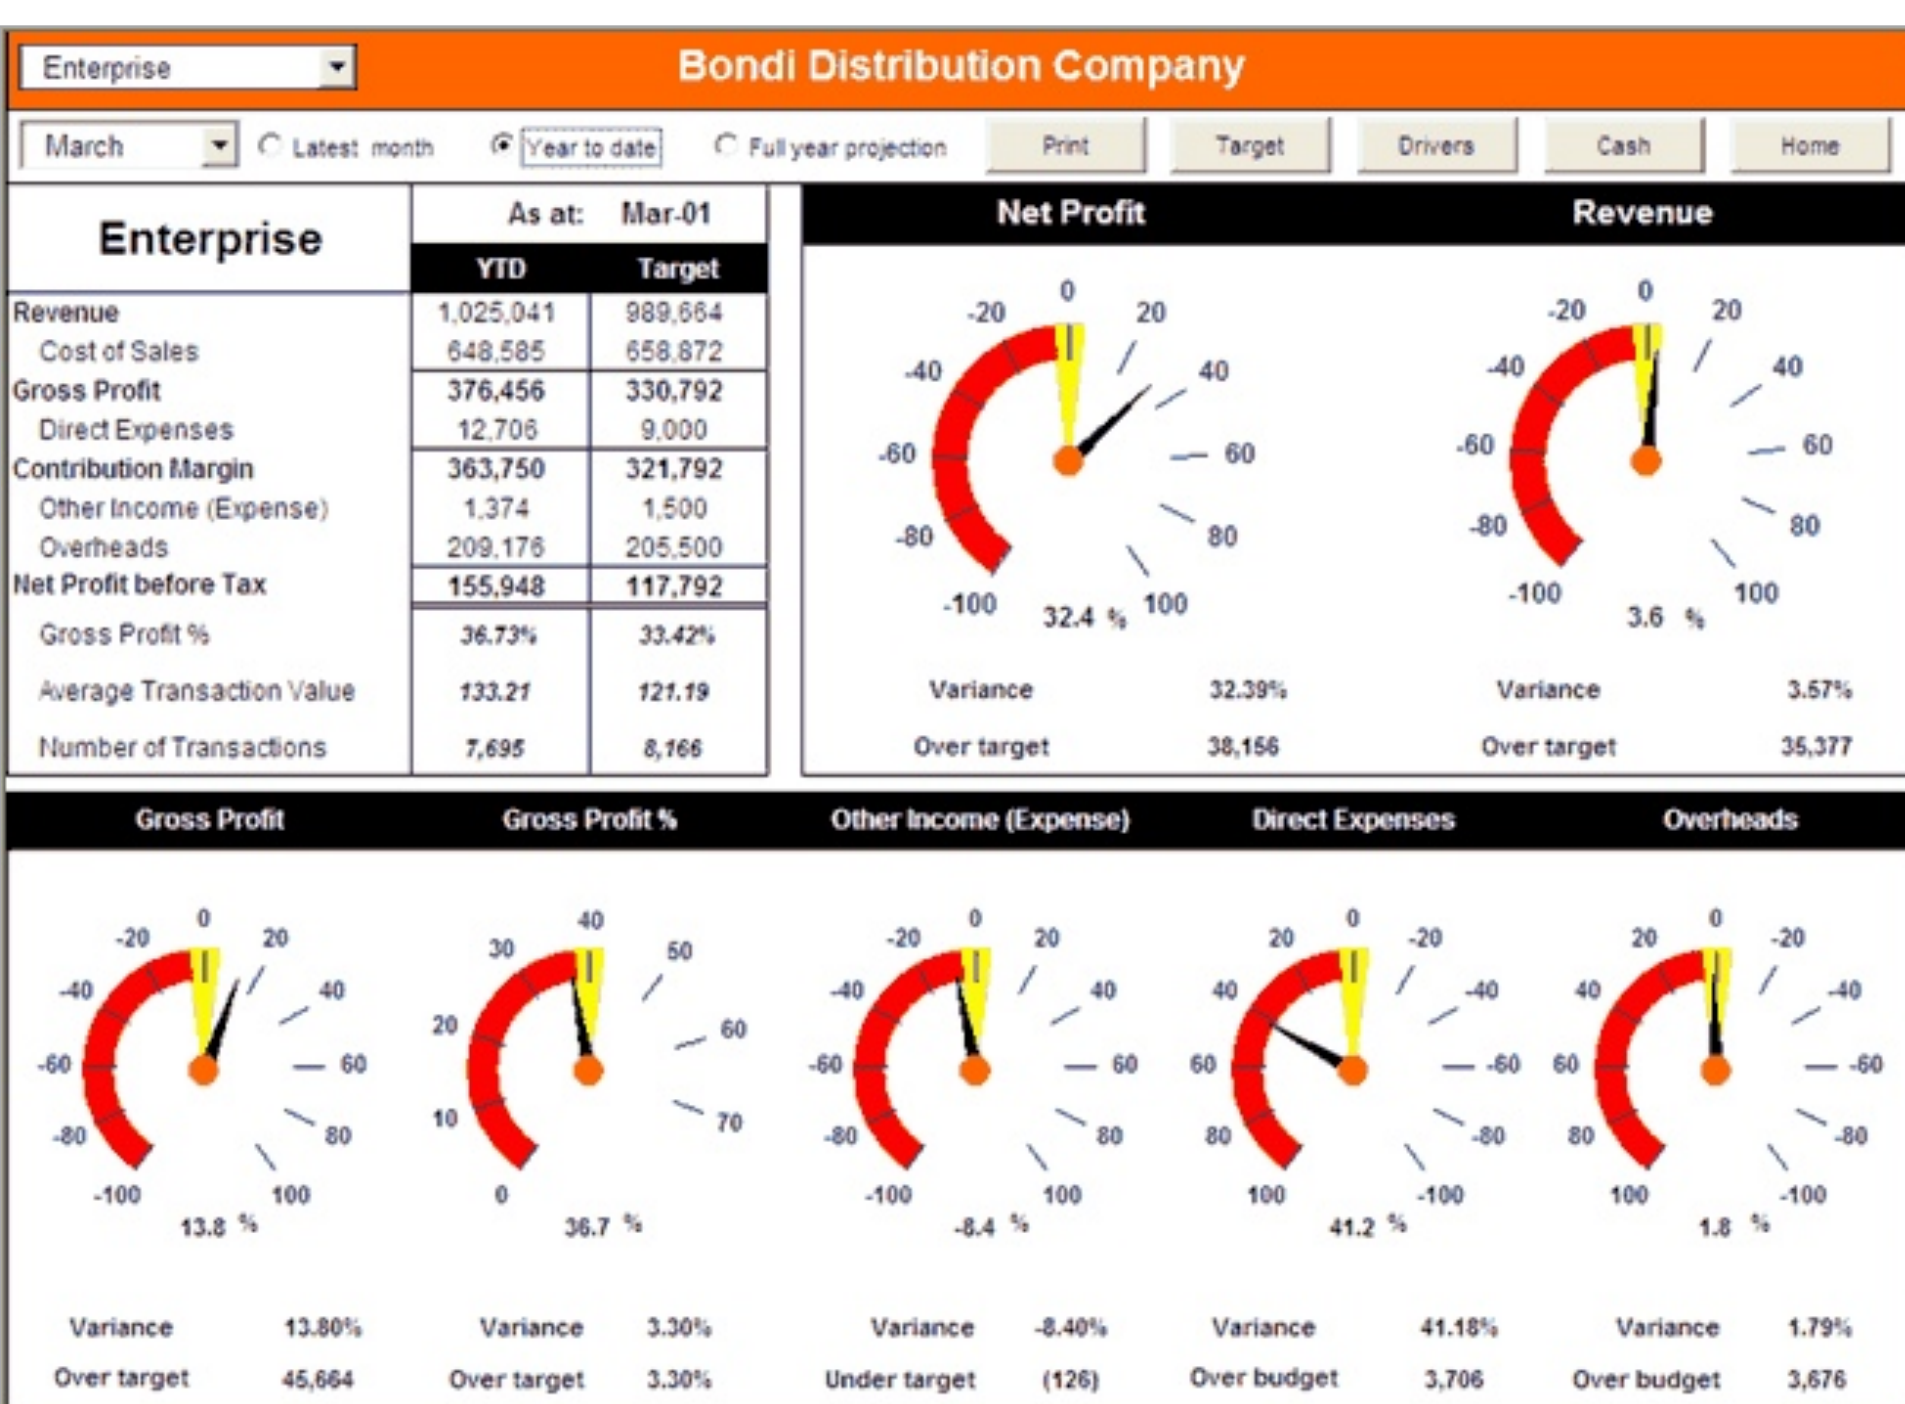 Enterprise
Bondi Distribution Company
March
Latest month
Year to date
Full year projection
Print
Target
Drivers
Cash
Home
Enterprise
As at: Mar-01
YTD Target
Revenue 1,025,041 989,664
Cost of Sales 648,585 658,872
Gross Profit 376,456 330,792
Direct Expenses 12,706 9,000
Contribution Margin 363,750 321,792
Other Income (Expense) 1,374 1,500
Overheads 209,176 205,500
Net Profit before Tax 155,948 117,792
Gross Profit % 36.73% 33.42%
Average Transaction Value 133.21 121.19
Number of Transactions 7,695 8,166
Net Profit
-100
-80
-60
-40
-20
0
20
40
60
80
100
32.4 %
Variance 32.39%
Over target 38,156
Revenue
-100
-80
-60
-40
-20
0
20
40
60
80
100
3.6 %
Variance 3.57%
Over target 35,377
Gross Profit
-100
-80
-60
-40
-20
0
20
40
60
80
100
13.8 %
Variance 13.80%
Over target 45,664
Gross Profit %
0
10
20
30
40
50
60
70
36.7 %
Variance 3.30%
Over target 3.30%
Other Income (Expense)
-100
-80
-60
-40
-20
0
20
40
60
80
100
-8.4 %
Variance -8.40%
Under target (126)
Direct Expenses
100
80
60
40
20
0
-20
-40
-60
-80
-100
41.2 %
Variance 41.18%
Over budget 3,706
Overheads
100
80
60
40
20
0
-20
-40
-60
-80
-100
1.8 %
Variance 1.79%
Over budget 3,676